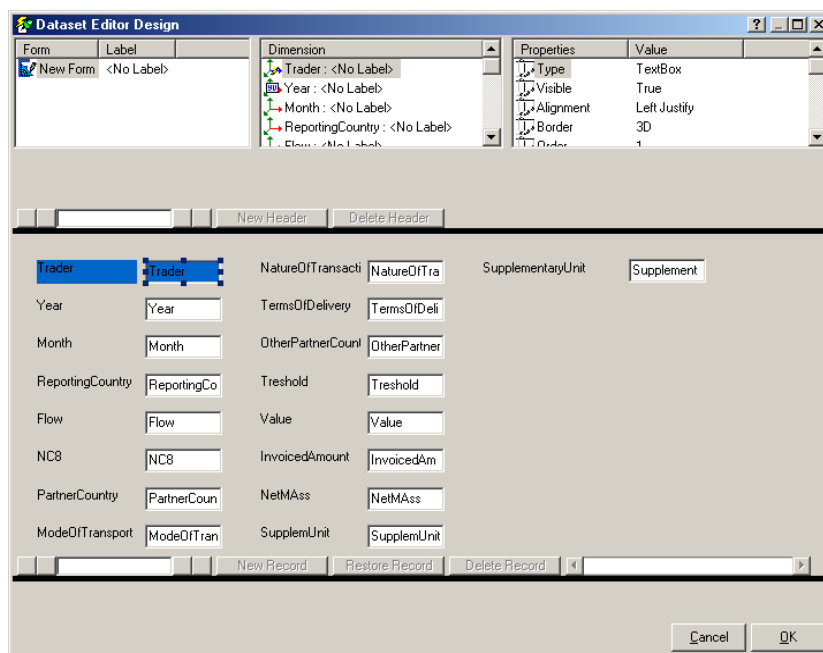 Dataset Editor Design
Form Label
New Form <No Label>
Dimension
Trader : <No Label>
Year : <No Label>
Month : <No Label>
ReportingCountry : <No Label>
Flow : <No Label>
Properties Value
Type TextBox
Visible True
Alignment Left Justify
Border 3D
Order 1
New Header Delete Header
Trader Trader NatureOfTransacti NatureOfTra SupplementaryUnit Supplement
Year Year TermsOfDelivery TermsOfDeli
Month Month OtherPartnerCount OtherPartner
ReportingCountry ReportingCo Treshold Treshold
Flow Flow Value Value
NC8 NC8 InvoicedAmount InvoicedAm
PartnerCountry PartnerCoun NetMAss NetMAss
ModeOfTransport ModeOfTran SupplemUnit SupplemUnit
New Record Restore Record Delete Record
Cancel OK